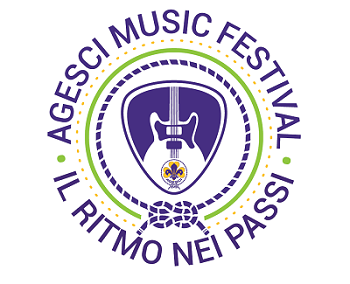 AGESCI MUSIC FESTIVAL
IL RITMO NEI PASSI